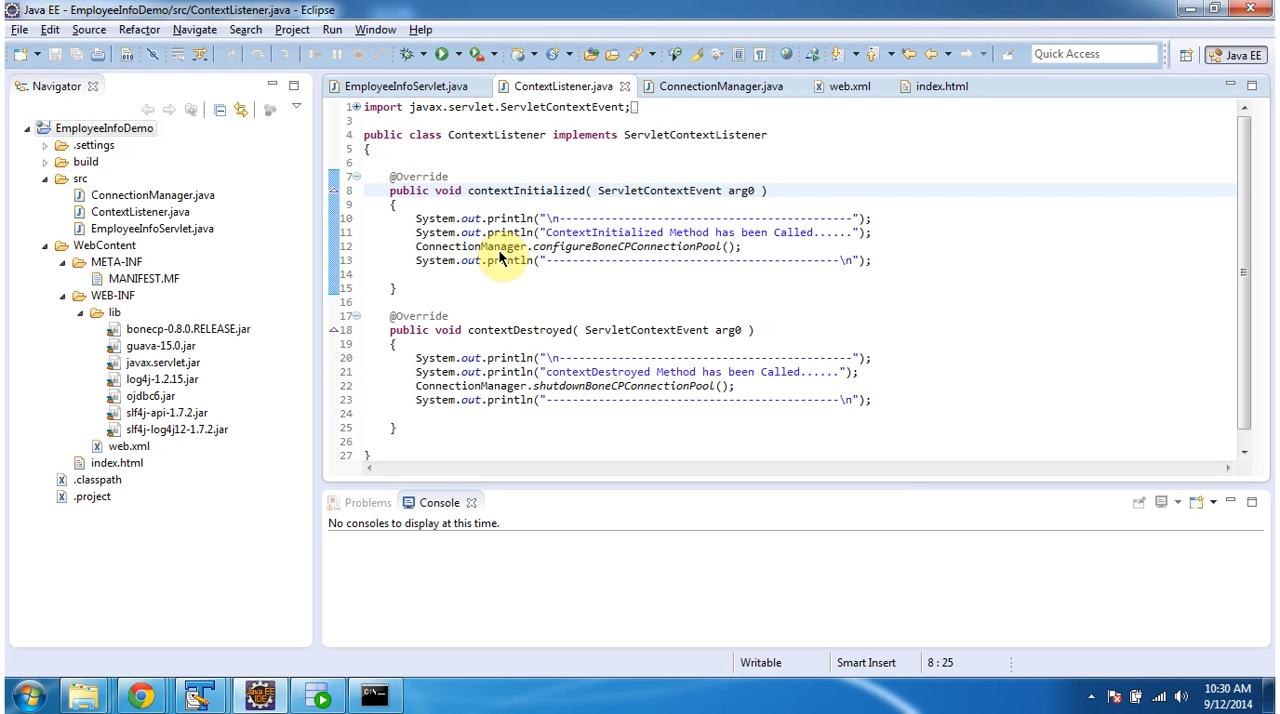 Java EE - EmployeeInfoDemo/src/ContextListener.java - Eclipse
File Edit Source Refactor Navigate Search Project Run Window Help
Quick Access
Java EE
Navigator
EmployeeInfoDemo
.settings
build
src
ConnectionManager.java
ContextListener.java
EmployeeInfoServlet.java
WebContent
META-INF
MANIFEST.MF
WEB-INF
lib
bonecp-0.8.0.RELEASE.jar
guava-15.0.jar
javax.servlet.jar
log4j-1.2.15.jar
ojdbc6.jar
slf4j-api-1.7.2.jar
slf4j-log4j12-1.7.2.jar
web.xml
index.html
.classpath
.project
EmployeeInfoServlet.java ContextListener.java ConnectionManager.java web.xml index.html
1 import javax.servlet.ServletContextEvent;
3
4 public class ContextListener implements ServletContextListener
5 {
6
7 @Override
8 public void contextInitialized( ServletContextEvent arg0 )
9 {
10 System.out.println("\n--------------------------------------------");
11 System.out.println("ContextInitialized Method has been Called......");
12 ConnectionManager.configureBoneCPConnectionPool();
13 System.out.println("--------------------------------------------\n");
14
15 }
16
17 @Override
18 public void contextDestroyed( ServletContextEvent arg0 )
19 {
20 System.out.println("\n--------------------------------------------");
21 System.out.println("contextDestroyed Method has been Called......");
22 ConnectionManager.shutdownBoneCPConnectionPool();
23 System.out.println("--------------------------------------------\n");
24
25 }
26
27 }
Problems Console
No consoles to display at this time.
Writable Smart Insert 8 : 25
Java EE
IDE
10:30 AM
9/12/2014